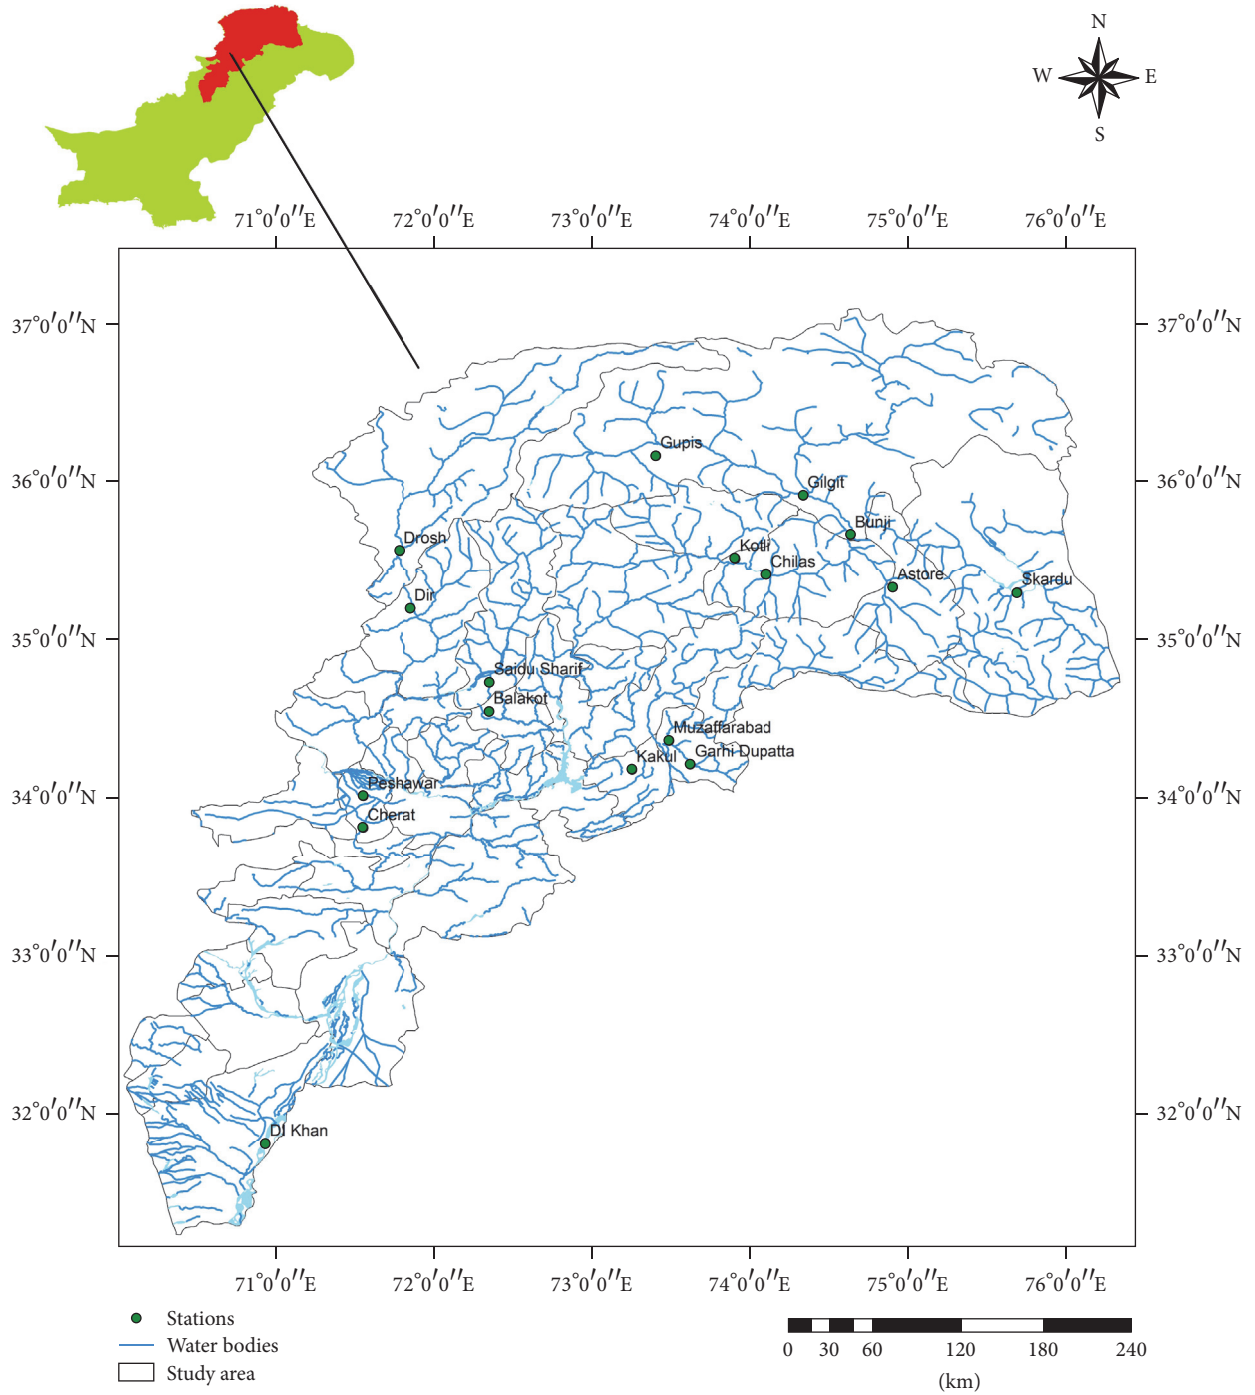 N
W E
S
71°0′0″E 72°0′0″E 73°0′0″E 74°0′0″E 75°0′0″E 76°0′0″E
37°0′0″N 37°0′0″N
Gupis
36°0′0″N 36°0′0″N
Gilgit
Bunji
Drosh
Kotli
Chilas
Astore
Skardu
Dir
35°0′0″N 35°0′0″N
Saidu Sharif
Balakot
Muzaffarabad
Garhi Dupatta
Kakul
Peshawar
34°0′0″N 34°0′0″N
Cherat
33°0′0″N 33°0′0″N
32°0′0″N 32°0′0″N
DI Khan
71°0′0″E 72°0′0″E 73°0′0″E 74°0′0″E 75°0′0″E 76°0′0″E
Stations
Water bodies
Study area
0 30 60 120 180 240
(km)